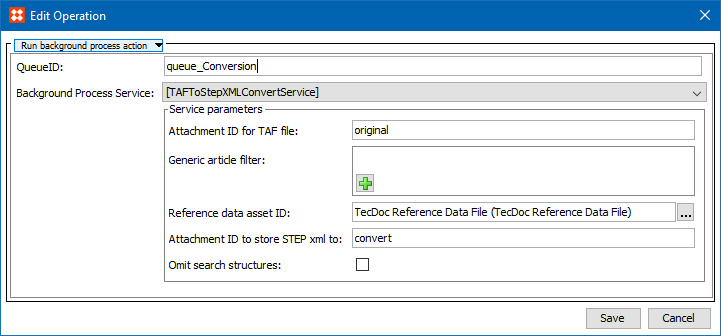 Edit Operation
Run background process action
QueueID: queue_Conversion
Background Process Service: [TAFToStepXMLConvertService]
Service parameters
Attachment ID for TAF file: original
Generic article filter:
Reference data asset ID: TecDoc Reference Data File (TecDoc Reference Data File) ...
Attachment ID to store STEP xml to: convert
Omit search structures:
Save Cancel